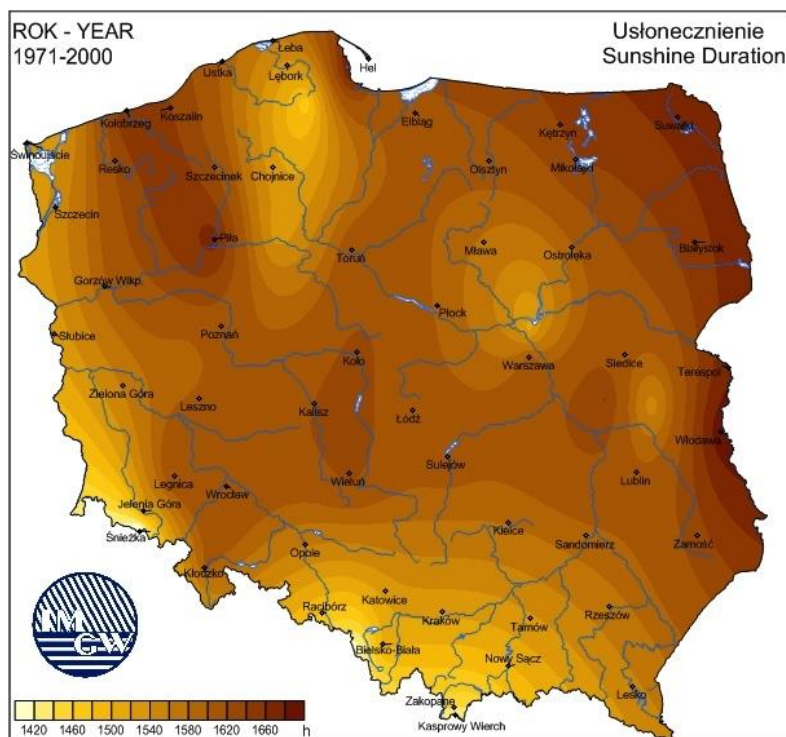 ROK - YEAR
1971-2000
Usłonecznienie
Sunshine Duration
Łeba
Hel
Ustka
Lębork
Koszalin
Kołobrzeg
Elbląg
Kętrzyn
Suwałki
Świnoujście
Resko
Szczecinek
Chojnice
Olsztyn
Mikołajki
Szczecin
Piła
Toruń
Mława
Ostrołęka
Białystok
Gorzów Wlkp.
Płock
Słubice
Poznań
Koło
Warszawa
Siedlce
Terespol
Zielona Góra
Leszno
Kalisz
Łódź
Włodawa
Sulejów
Legnica
Wrocław
Wieluń
Lublin
Jelenia Góra
Śnieżka
Opole
Kielce
Sandomierz
Zamość
Kłodzko
Racibórz
Katowice
Kraków
Tarnów
Rzeszów
Bielsko-Biała
Nowy Sącz
Lesko
Zakopane
Kasprowy Wierch
IM
GW
1420 1460 1500 1540 1580 1620 1660 h